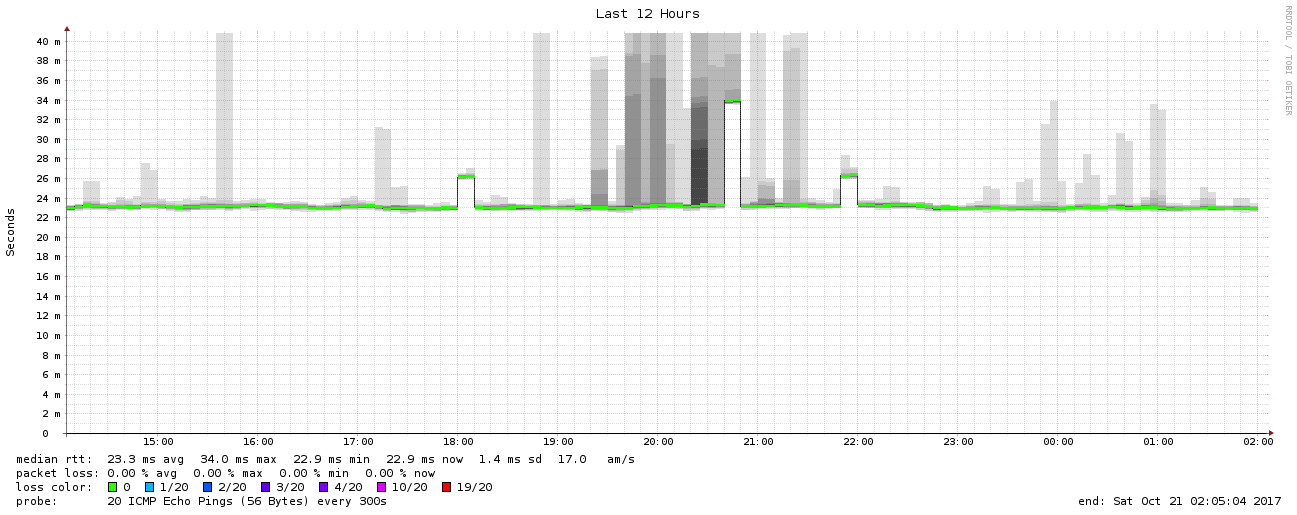 Last 12 Hours
RRDTOOL / TOBI OETIKER
Seconds
40 m
38 m
36 m
34 m
32 m
30 m
28 m
26 m
24 m
22 m
20 m
18 m
16 m
14 m
12 m
10 m
8 m
6 m
4 m
2 m
0
15:00 16:00 17:00 18:00 19:00 20:00 21:00 22:00 23:00 00:00 01:00 02:00
median rtt: 23.3 ms avg 34.0 ms max 22.9 ms min 22.9 ms now 1.4 ms sd 17.0 am/s
packet loss: 0.00 % avg 0.00 % max 0.00 % min 0.00 % now
loss color: 0 1/20 2/20 3/20 4/20 10/20 19/20
probe: 20 ICMP Echo Pings (56 Bytes) every 300s end: Sat Oct 21 02:05:04 2017